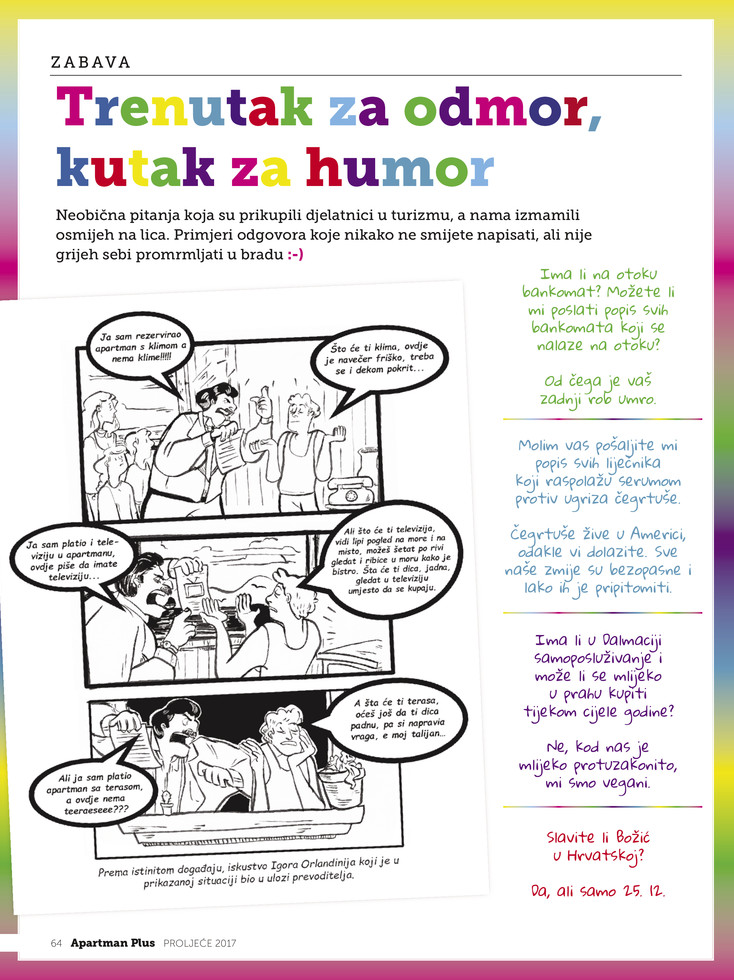 ZABAVA
Trenutak za odmor,
kutak za humor
Neobična pitanja koja su prikupili djelatnici u turizmu, a nama izmamili
osmijeh na lica. Primjeri odgovora koje nikako ne smijete napisati, ali nije
grijeh sebi promrmljati u bradu :-)
Ja sam rezervirao
apartman s klimom a
nema klime!!!!!
Što će ti klima, ovdje
je navečer friško, treba
se i dekom pokrit...
Ja sam platio i tele-
viziju u apartmanu,
ovdje piše da imate
televiziju...
Ali što će ti televizija,
vidi lipi pogled na more i na
misto, možeš šetat po rivi
gledat i ribice u moru kako je
bistro. Šta će ti dica, jadna,
gledat u televiziju
umjesto da se kupaju.
A šta će ti terasa,
oćeš još da ti dica
padnu, pa si napravia
vraga, e moj talijan...
Ali ja sam platio
apartman sa terasom,
a ovdje nema
teeraeseee???
Prema istinitom događaju, iskustvo Igora Orlandinija koji je u
prikazanoj situaciji bio u ulozi prevoditelja.
Ima li na otoku
bankomat? Možete li
mi poslati popis svih
bankomata koji se
nalaze na otoku?
Od čega je vaš
zadnji rob umro.
Molim vas pošaljite mi
popis svih liječnika
koji raspolažu serumom
protiv ugriza čegrtuše.
Čegrtuše žive u Americi,
odakle vi dolazite. Sve
naše zmije su bezopasne i
lako ih je pripitomiti.
Ima li u Dalmaciji
samoposluživanje i
može li se mlijeko
u prahu kupiti
tijekom cijele godine?
Ne, kod nas je
mlijeko protuzakonito,
mi smo vegani.
Slavite li Božić
u Hrvatskoj?
Da, ali samo 25. 12.
64 Apartman Plus PROLJEĆE 2017